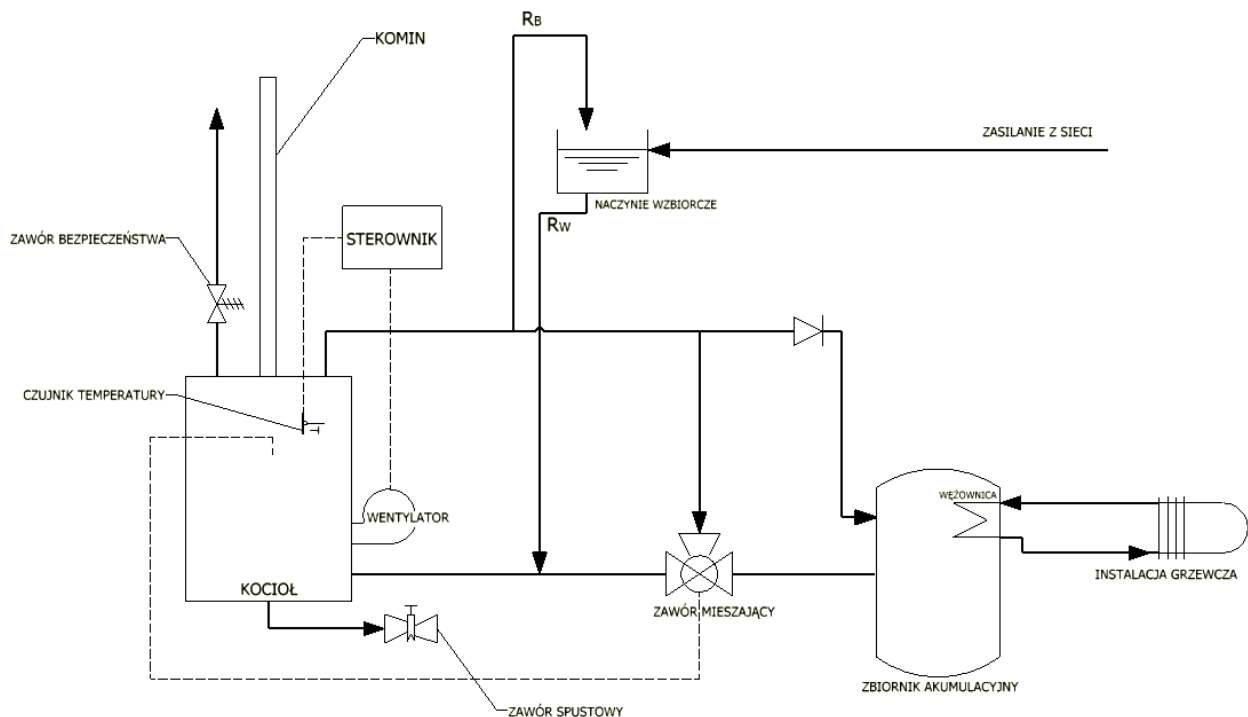 RB
KOMIN
ZASILANIE Z SIECI
NACZYNIE WZBIORCZE
RW
ZAWÓR BEZPIECZEŃSTWA
STEROWNIK
CZUJNIK TEMPERATURY
WĘŻOWNICA
WENTYLATOR
INSTALACJA GRZEWCZA
KOCIOŁ
ZAWÓR MIESZAJĄCY
ZBIORNIK AKUMULACYJNY
ZAWÓR SPUSTOWY